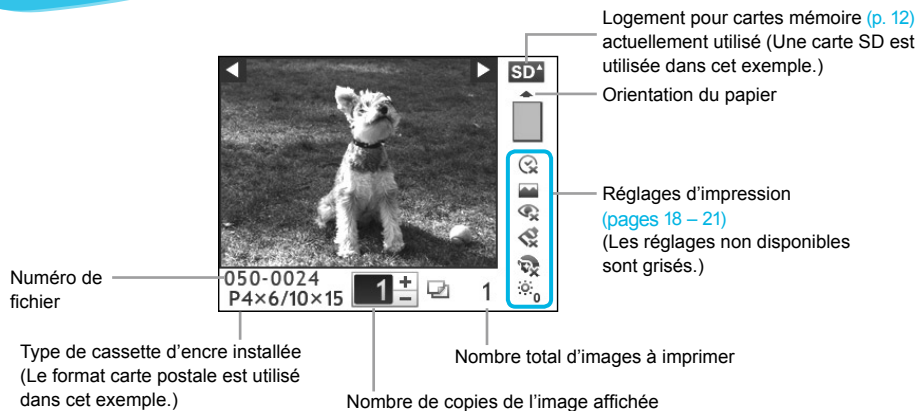 Logement pour cartes mémoire (p. 12)
actuellement utilisé (Une carte SD est
utilisée dans cet exemple.)
SD
Orientation du papier
Réglages d'impression
(pages 18 – 21)
(Les réglages non disponibles
sont grisés.)
0
Numéro de
fichier
050-0024
P4×6/10×15
1 + −
1
Type de cassette d'encre installée
(Le format carte postale est utilisé
dans cet exemple.)
Nombre total d'images à imprimer
Nombre de copies de l'image affichée